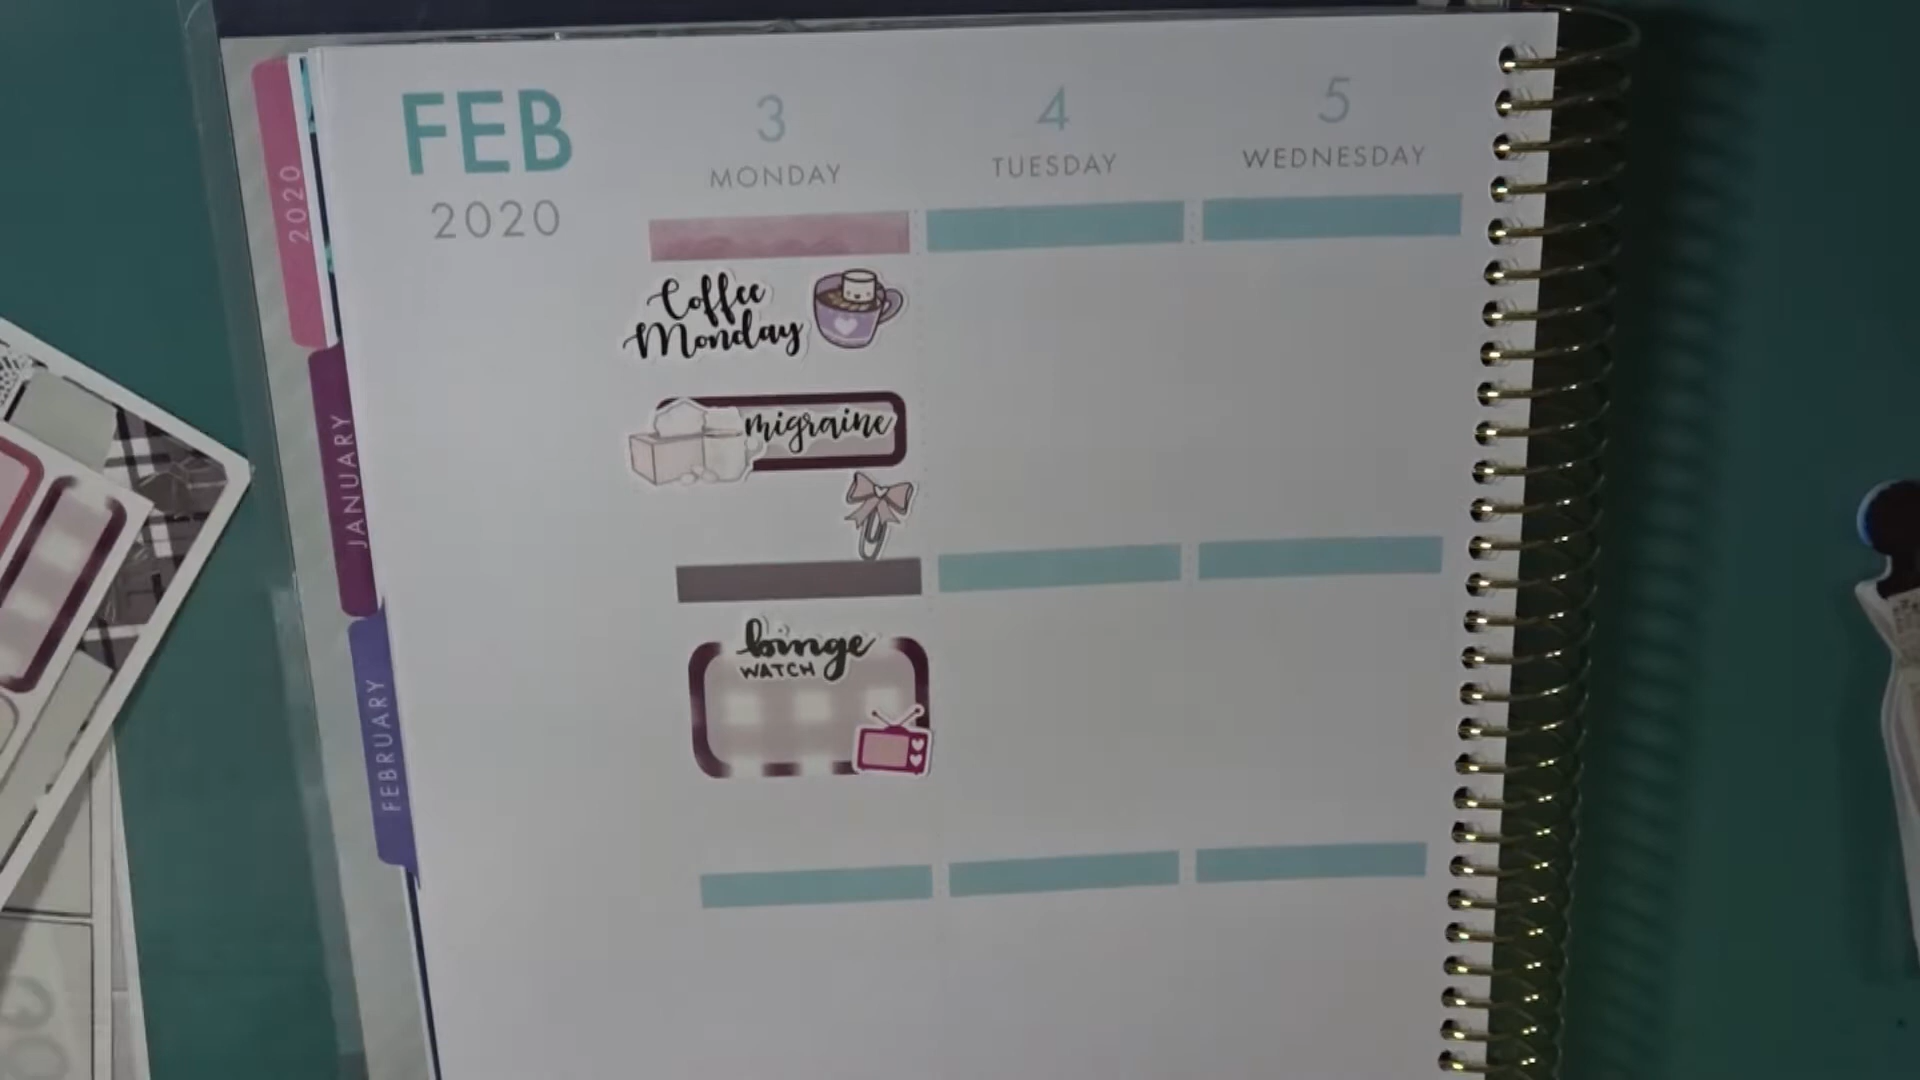 FEB
2020
3
MONDAY
4
TUESDAY
5
WEDNESDAY
Coffee
Monday
migraine
binge
WATCH
2020
JANUARY
FEBRUARY